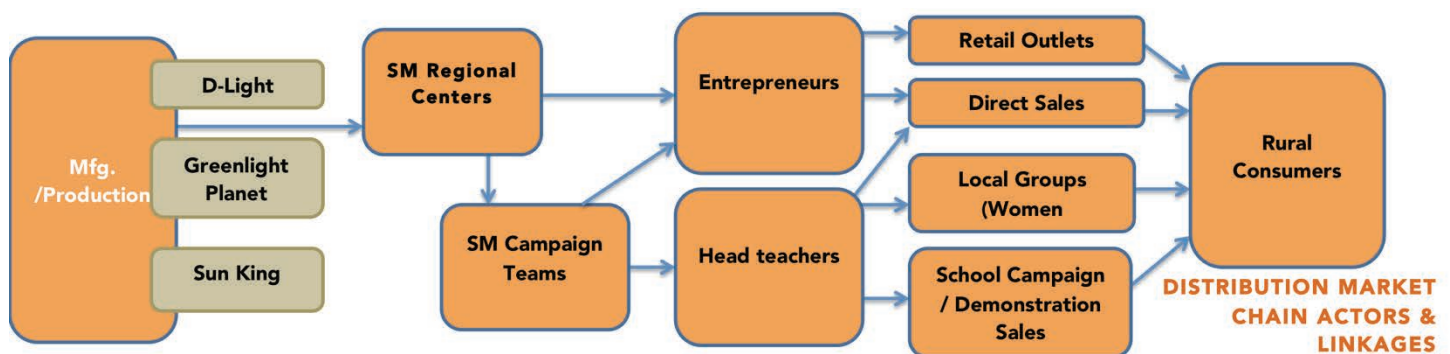 Mfg.
/Production
D-Light
Greenlight
Planet
Sun King
SM Regional
Centers
SM Campaign
Teams
Entrepreneurs
Head teachers
Retail Outlets
Direct Sales
Local Groups
(Women
School Campaign
/ Demonstration
Sales
Rural
Consumers
DISTRIBUTION MARKET
CHAIN ACTORS &
LINKAGES